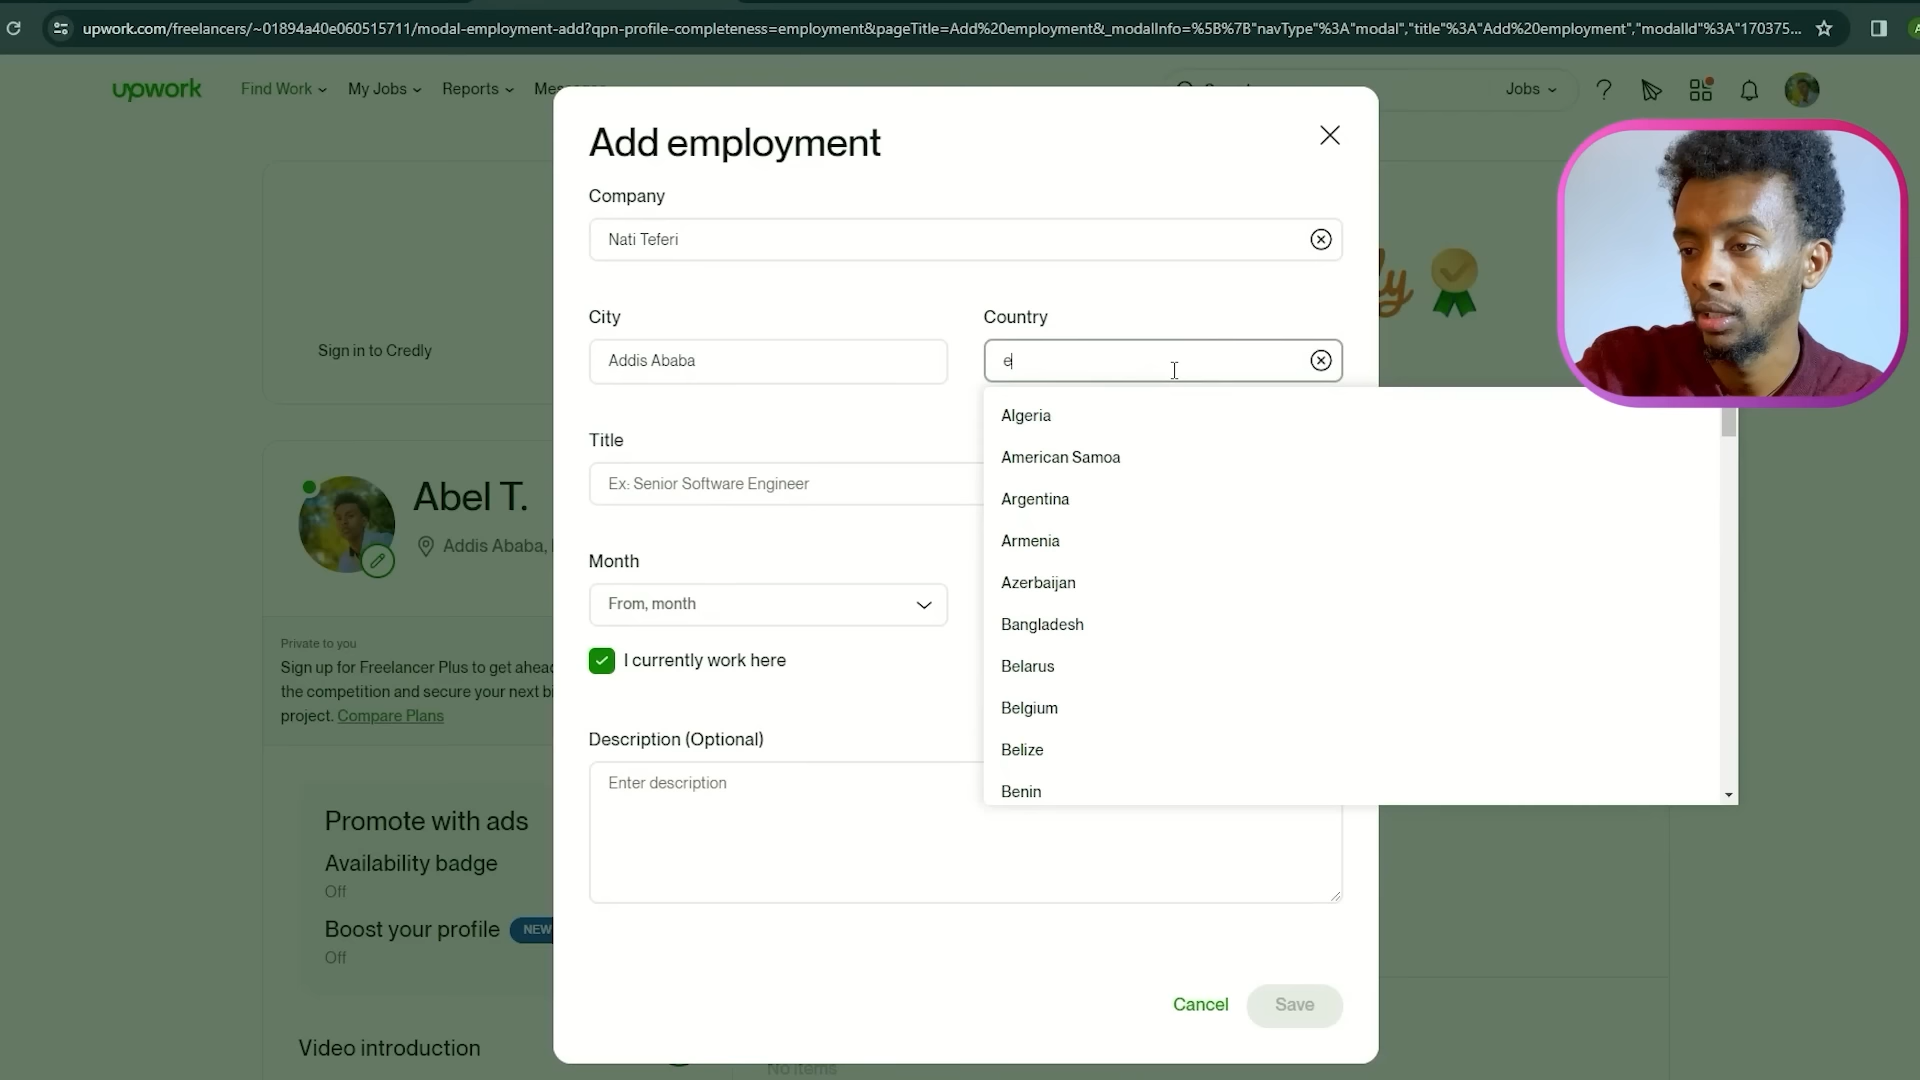 upwork.com/freelancers/~01894a40e060515711/modal-employment-add?qpn-profile-completeness=employment&pageTitle=Add%20employment&_modalInfo=%5B%7B"navType"%3A"modal","title"%3A"Add%20employment","modalId"%3A"170375...
upwork
Find Work
My Jobs
Reports
Jobs
Add employment
Company
Nati Teferi
City
Country
Addis Ababa
e
Sign in to Credly
Algeria
American Samoa
Argentina
Armenia
Azerbaijan
Bangladesh
Belarus
Belgium
Belize
Benin
Title
Ex: Senior Software Engineer
Abel T.
Addis Ababa,
Month
From, month
I currently work here
Private to you
Sign up for Freelancer Plus to get ahead
the competition and secure your next bi
project. Compare Plans
Description (Optional)
Enter description
Promote with ads
Availability badge
Off
Boost your profile NEW
Off
Cancel
Save
Video introduction
No items